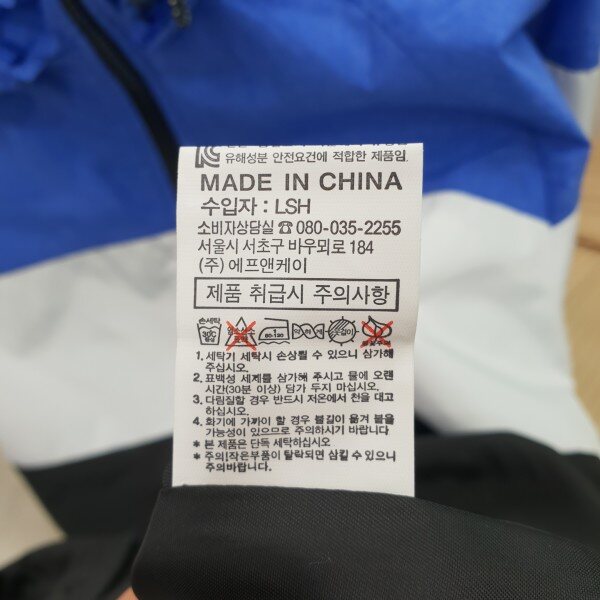 유해성분 안전요건에 적합한 제품임.
MADE IN CHINA
수입자 : LSH
소비자상담실 ☎ 080-035-2255
서울시 서초구 바우뫼로 184
(주) 에프앤케이
제품 취급시 주의사항
손세탁
30℃ 1 80-120
1. 세탁기 세탁시 손상될 수 있으니 삼가해
주십시오.
2. 표백성 세제를 삼가해 주시고 물에 오랜
시간(30분 이상) 담가 두지 마십시오.
3. 다림질할 경우 반드시 저온에서 천을 대고
하십시오.
4. 화기에 가까이 할 경우 불길이 옮겨 붙을
가능성이 있으므로 주의하여 주시기 바랍니다
* 본 제품은 단독 세탁하십시오
* 주의!작은부품이 탈락되면 삼킬 수 있으니
주의바랍니다.